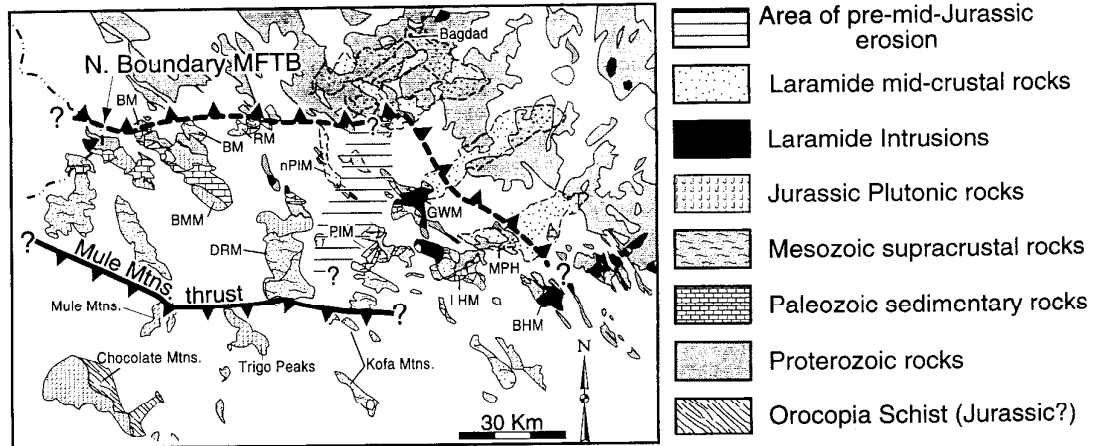 Bagdad
N. Boundary MFTB
BM
?
?
BM
RM
nPIM
BMM
GWM
?
PIM
DRM
Mule Mtns.
thrust
?
MPH
?
Mule Mtns.
?
BHM
Chocolate Mtns.
Trigo Peaks
Kofa Mtns.
N
30 Km
Area of pre-mid-Jurassic
erosion
Laramide mid-crustal rocks
Laramide Intrusions
Jurassic Plutonic rocks
Mesozoic supracrustal rocks
Paleozoic sedimentary rocks
Proterozoic rocks
Orocopia Schist (Jurassic?)